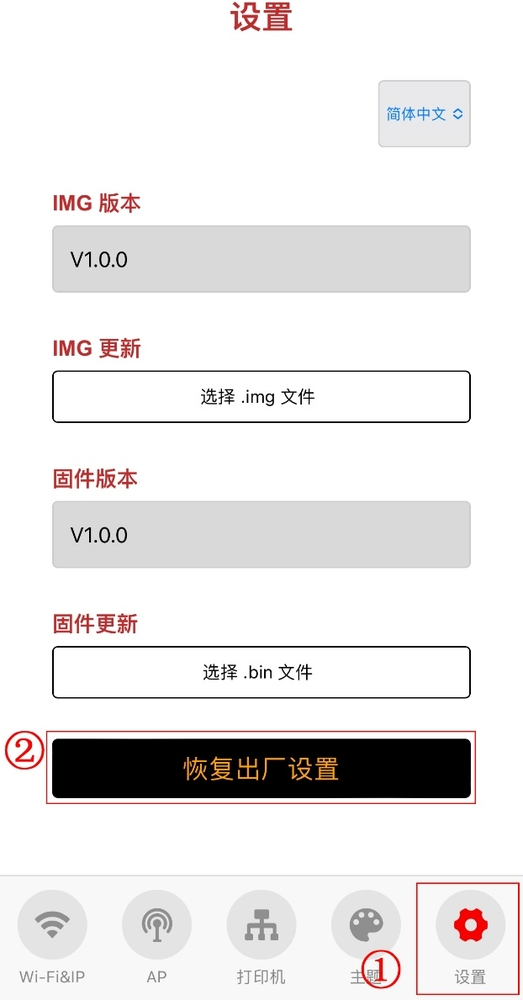 设置
简体中文
IMG 版本
V1.0.0
IMG 更新
选择 .img 文件
固件版本
V1.0.0
固件更新
选择 .bin 文件
②
恢复出厂设置
Wi-Fi&IP
AP
打印机
主题
①
设置